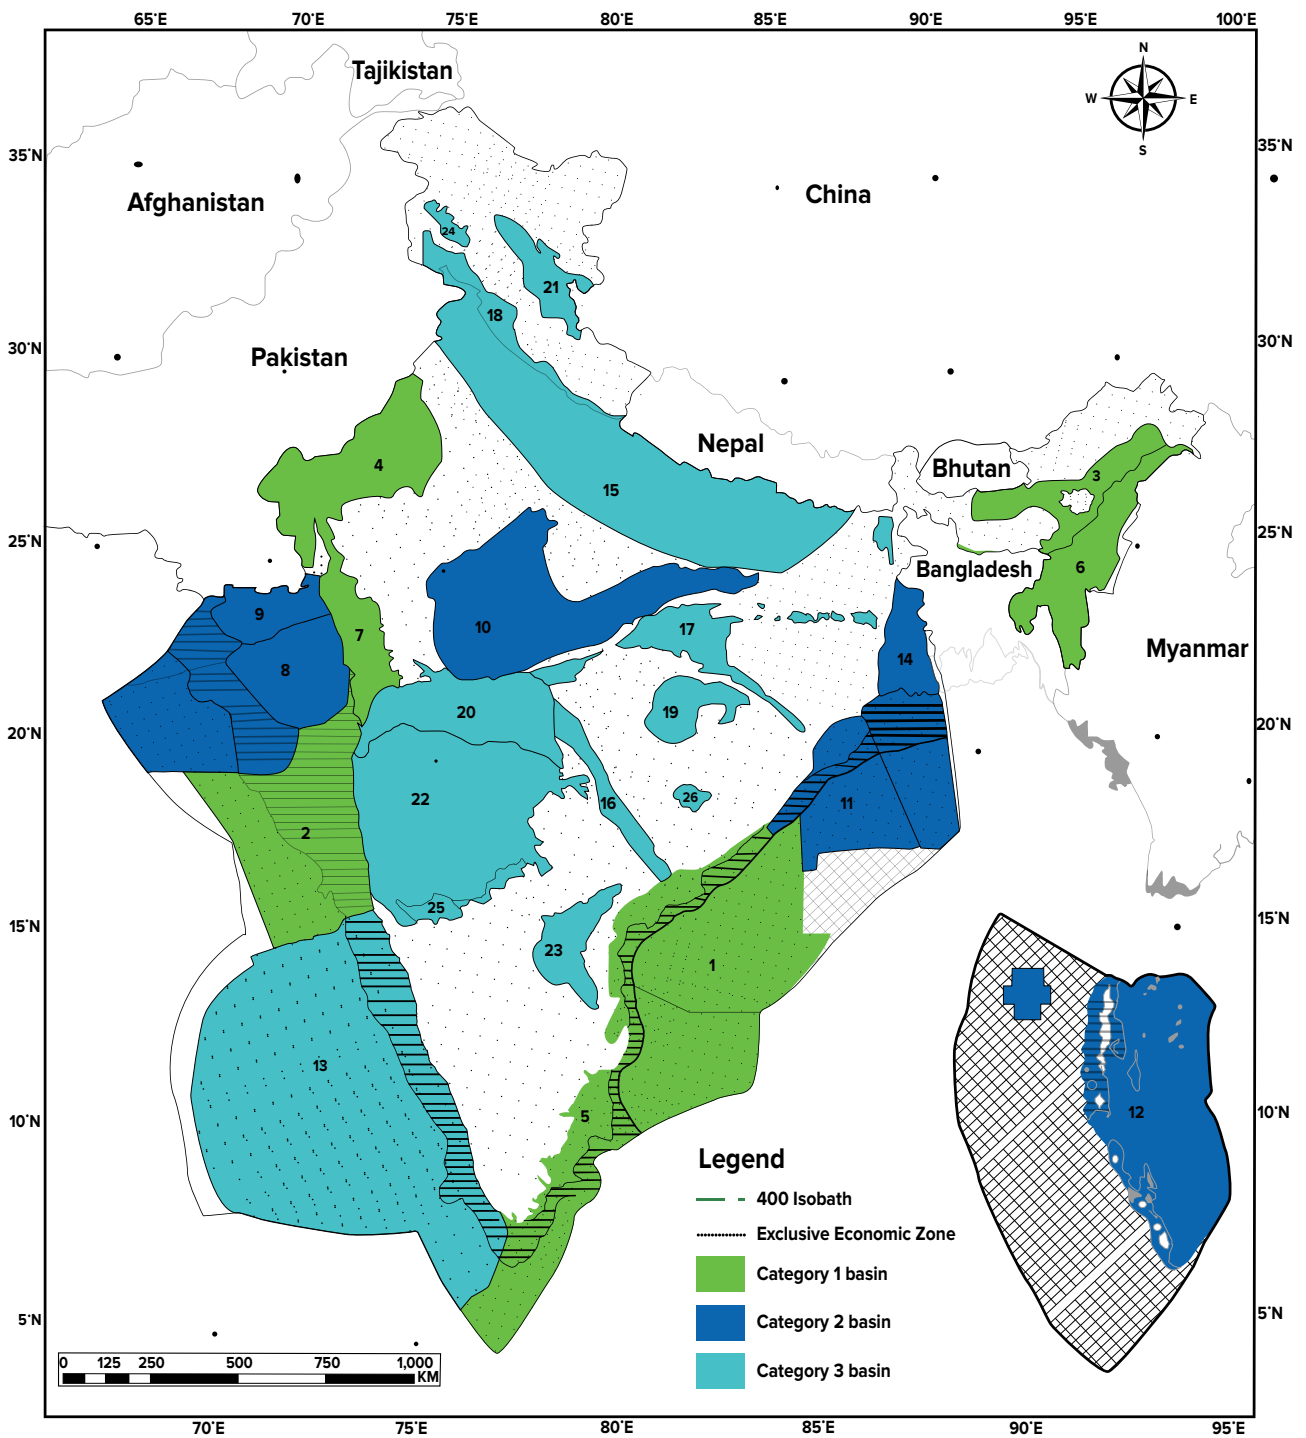 65°E 70°E 75°E 80°E 85°E 90°E 95°E 100°E
Tajikistan
N
W E
S
35°N
35°N
Afghanistan
China
24
21
18
30°N
30°N
Pakistan
Nepal
Bhutan
4
3
15
25°N
25°N
Bangladesh
6
9
10
7
17
Myanmar
8
14
20
19
20°N
20°N
22
26
16
11
2
25
15°N
15°N
23
1
13
5
12
10°N
10°N
Legend
400 Isobath
Exclusive Economic Zone
Category 1 basin
Category 2 basin
Category 3 basin
5°N
5°N
0 125 250 500 750 1,000
KM
70°E 75°E 80°E 85°E 90°E 95°E